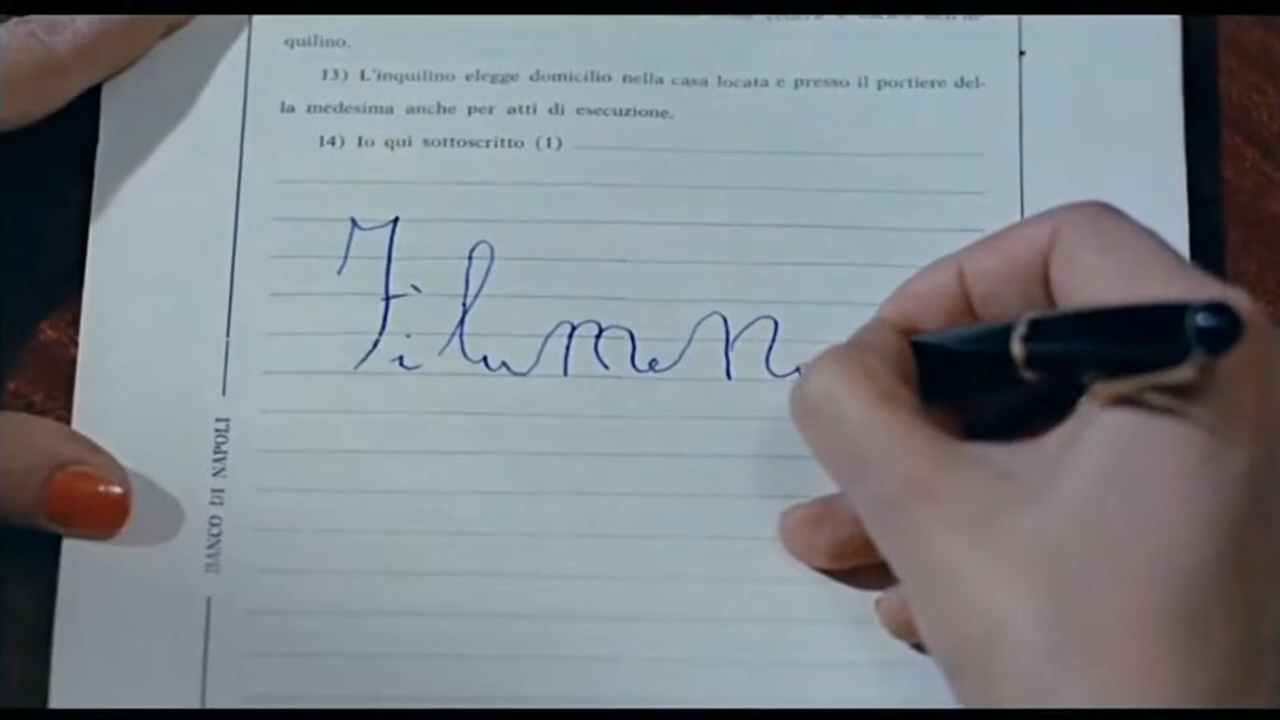 quilino.
13) L'inquilino elegge domicilio nella casa locata e presso il portiere del-
la medesima anche per atti di esecuzione.
14) Io qui sottoscritto (1)
Filumen
BANCO DI NAPOLI